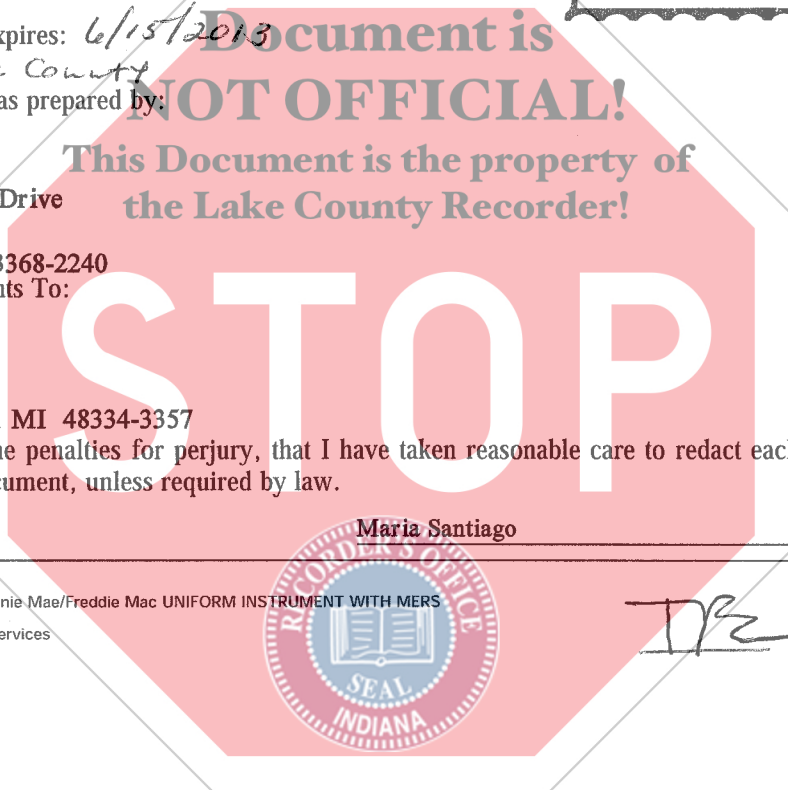 xpires: 6/15/2013
County
as prepared by:
Document is
NOT OFFICIAL!
This Document is the property of
the Lake County Recorder!
Drive
3368-2240
nts To:
STOP
MI 48334-3357
ne penalties for perjury, that I have taken reasonable care to redact each
cument, unless required by law.
Maria Santiago
nie Mae/Freddie Mac UNIFORM INSTRUMENT WITH MERS
ervices
RECORDER'S OFFICE
SEAL
INDIANA